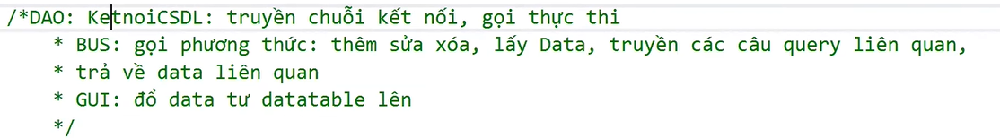 /*DAO: KetnoiCSDL: truyền chuỗi kết nối, gọi thực thi
* BUS: gọi phương thức: thêm sửa xóa, lấy Data, truyền các câu query liên quan,
* trả về data liên quan
* GUI: đổ data tư datatable lên
*/